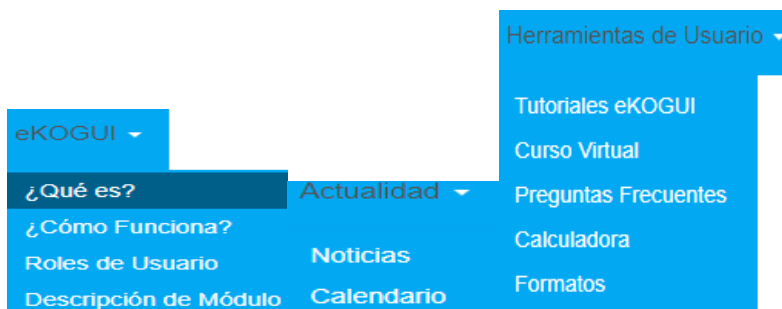 eKOGUI
¿Qué es?
¿Cómo Funciona?
Roles de Usuario
Descripción de Módulo
Actualidad
Noticias
Calendario
Herramientas de Usuario
Tutoriales eKOGUI
Curso Virtual
Preguntas Frecuentes
Calculadora
Formatos